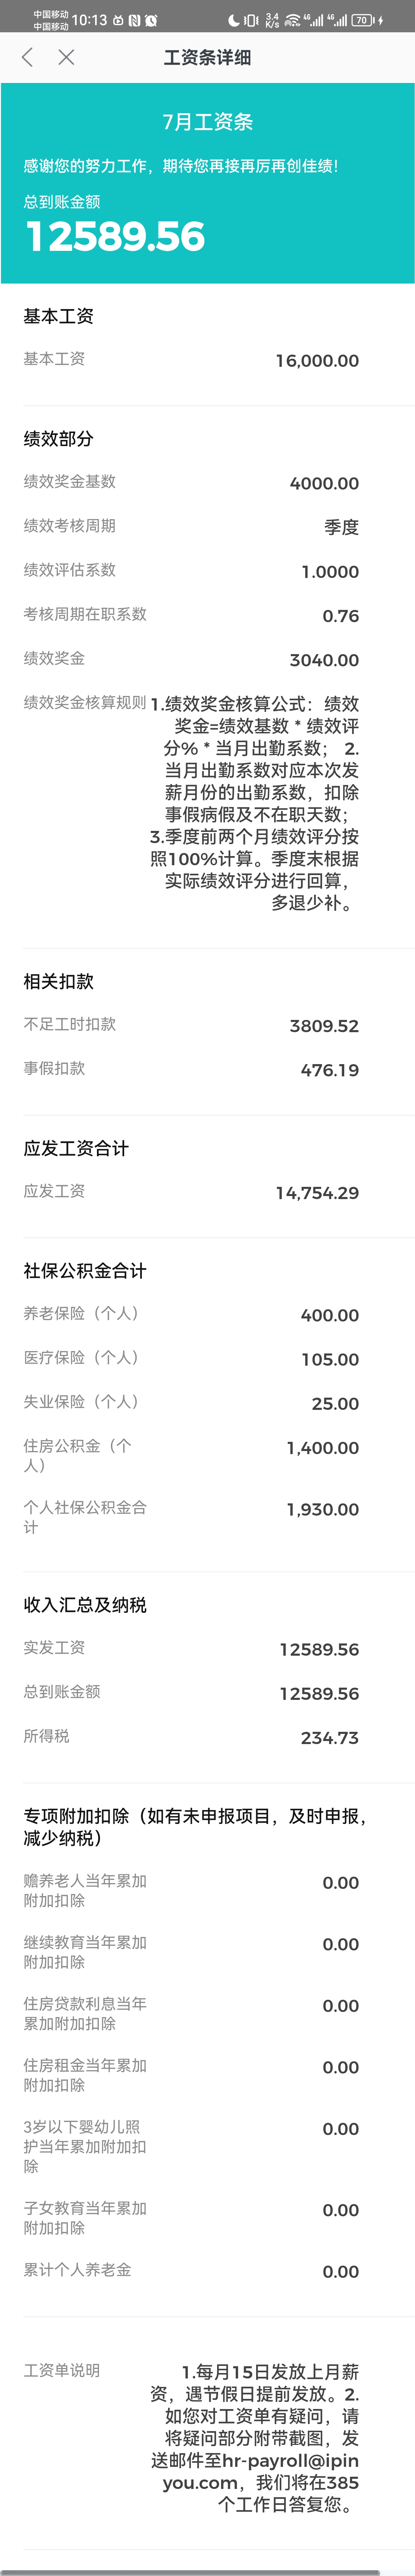 中国移动
中国移动 10:13 3.4 K/s 4G 4G 70
工资条详细
7月工资条
感谢您的努力工作，期待您再接再厉再创佳绩！
总到账金额
12589.56
基本工资
基本工资 16,000.00
绩效部分
绩效奖金基数 4000.00
绩效考核周期 季度
绩效评估系数 1.0000
考核周期在职系数 0.76
绩效奖金 3040.00
绩效奖金核算规则 1.绩效奖金核算公式：绩效
奖金=绩效基数 * 绩效评
分% * 当月出勤系数； 2.
当月出勤系数对应本次发
薪月份的出勤系数，扣除
事假病假及不在职天数；
3.季度前两个月绩效评分按
照100%计算。季度末根据
实际绩效评分进行回算，
多退少补。
相关扣款
不足工时扣款 3809.52
事假扣款 476.19
应发工资合计
应发工资 14,754.29
社保公积金合计
养老保险（个人） 400.00
医疗保险（个人） 105.00
失业保险（个人） 25.00
住房公积金（个 1,400.00
人）
个人社保公积金合 1,930.00
计
收入汇总及纳税
实发工资 12589.56
总到账金额 12589.56
所得税 234.73
专项附加扣除（如有未申报项目，及时申报，
减少纳税）
赡养老人当年累加 0.00
附加扣除
继续教育当年累加 0.00
附加扣除
住房贷款利息当年 0.00
累加附加扣除
住房租金当年累加 0.00
附加扣除
3岁以下婴幼儿照 0.00
护当年累加附加扣
除
子女教育当年累加 0.00
附加扣除
累计个人养老金 0.00
工资单说明 1.每月15日发放上月薪
资，遇节假日提前发放。2.
如您对工资单有疑问，请
将疑问部分附带截图，发
送邮件至hr-payroll@ipin
you.com，我们将在385
个工作日答复您。